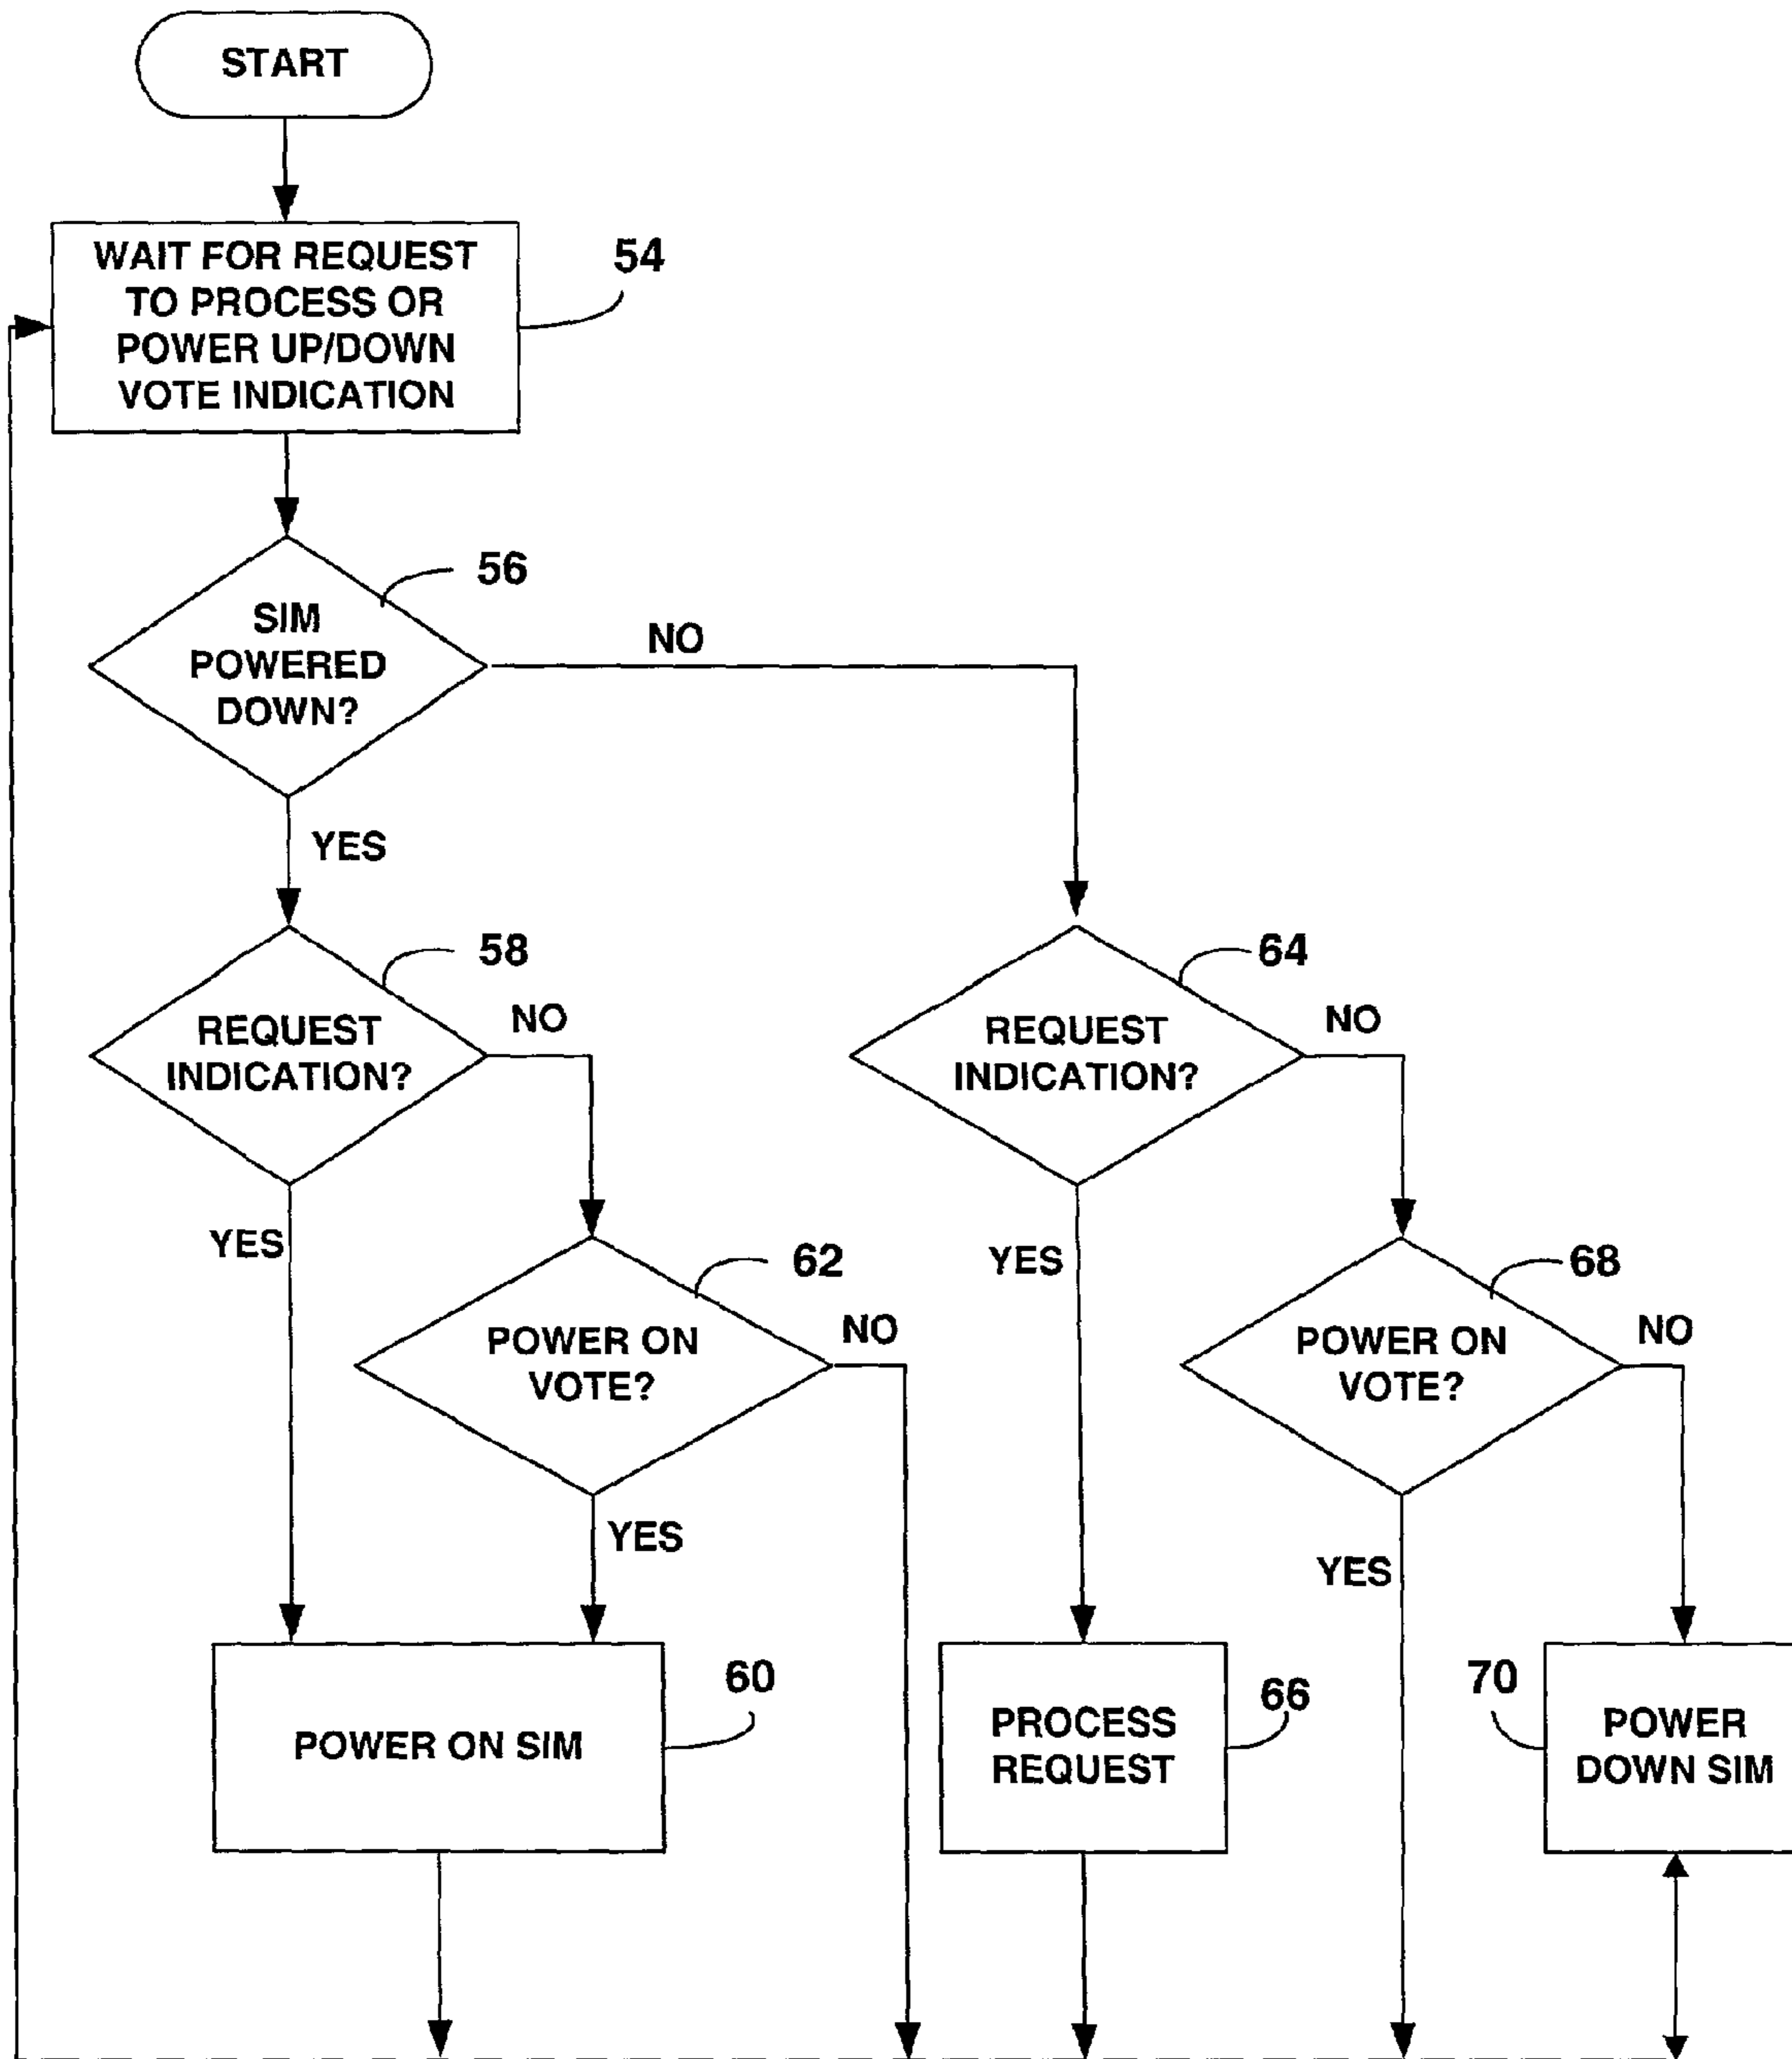 START
WAIT FOR REQUEST
TO PROCESS OR
POWER UP/DOWN
VOTE INDICATION
54
56
SIM
POWERED
DOWN?
NO
YES
58
REQUEST
INDICATION?
NO
64
REQUEST
INDICATION?
NO
YES
62
POWER ON
VOTE?
NO
YES
YES
68
POWER ON
VOTE?
NO
YES
60
POWER ON SIM
66
PROCESS
REQUEST
70
POWER
DOWN SIM